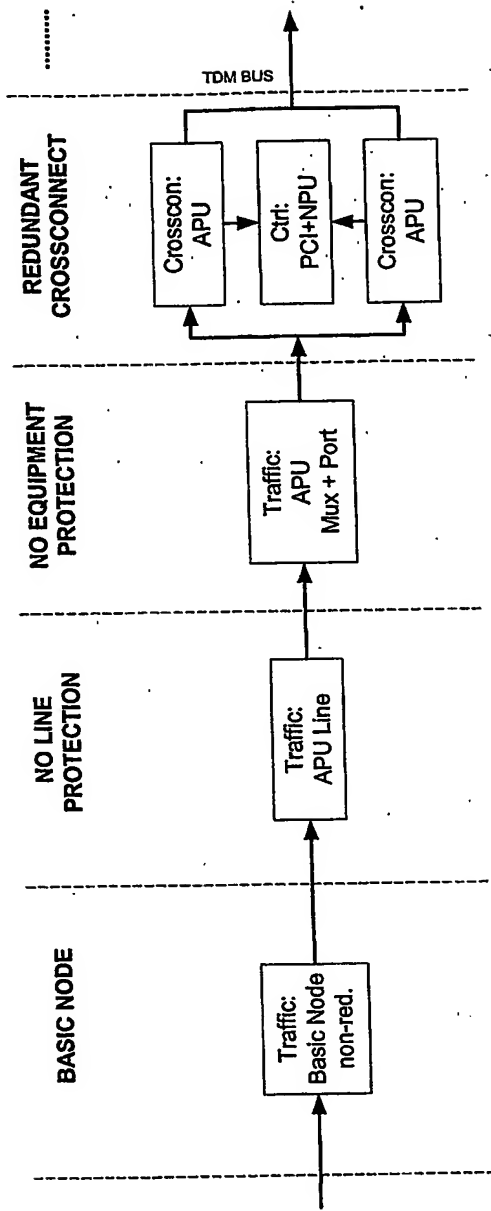 BASIC NODE
Traffic:
Basic Node
non-red.
NO LINE
PROTECTION
Traffic:
APU Line
NO EQUIPMENT
PROTECTION
Traffic:
APU
Mux + Port
REDUNDANT
CROSSCONNECT
Crosscon:
APU
Ctrl:
PCI+NPU
Crosscon:
APU
TDM BUS